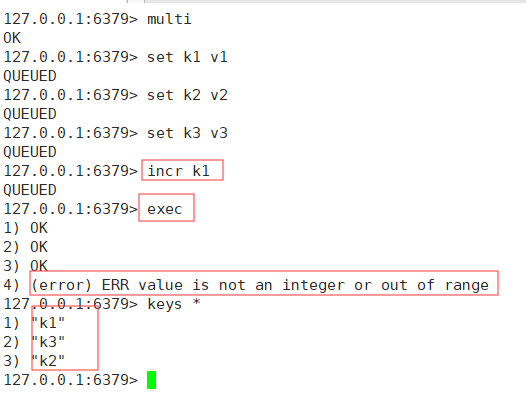 127.0.0.1:6379> multi
OK
127.0.0.1:6379> set k1 v1
QUEUED
127.0.0.1:6379> set k2 v2
QUEUED
127.0.0.1:6379> set k3 v3
QUEUED
127.0.0.1:6379> incr k1
QUEUED
127.0.0.1:6379> exec
1) OK
2) OK
3) OK
4) (error) ERR value is not an integer or out of range
127.0.0.1:6379> keys *
1) "k1"
2) "k3"
3) "k2"
127.0.0.1:6379>